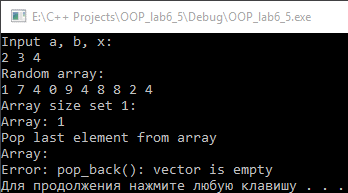 E:\C++ Projects\OOP_lab6_5\Debug\OOP_lab6_5.exe
Input a, b, x:
2 3 4
Random array:
1 7 4 0 9 4 8 8 2 4
Array size set 1:
Array: 1
Pop last element from array
Array:
Error: pop_back(): vector is empty
Для продолжения нажмите любую клавишу . . .